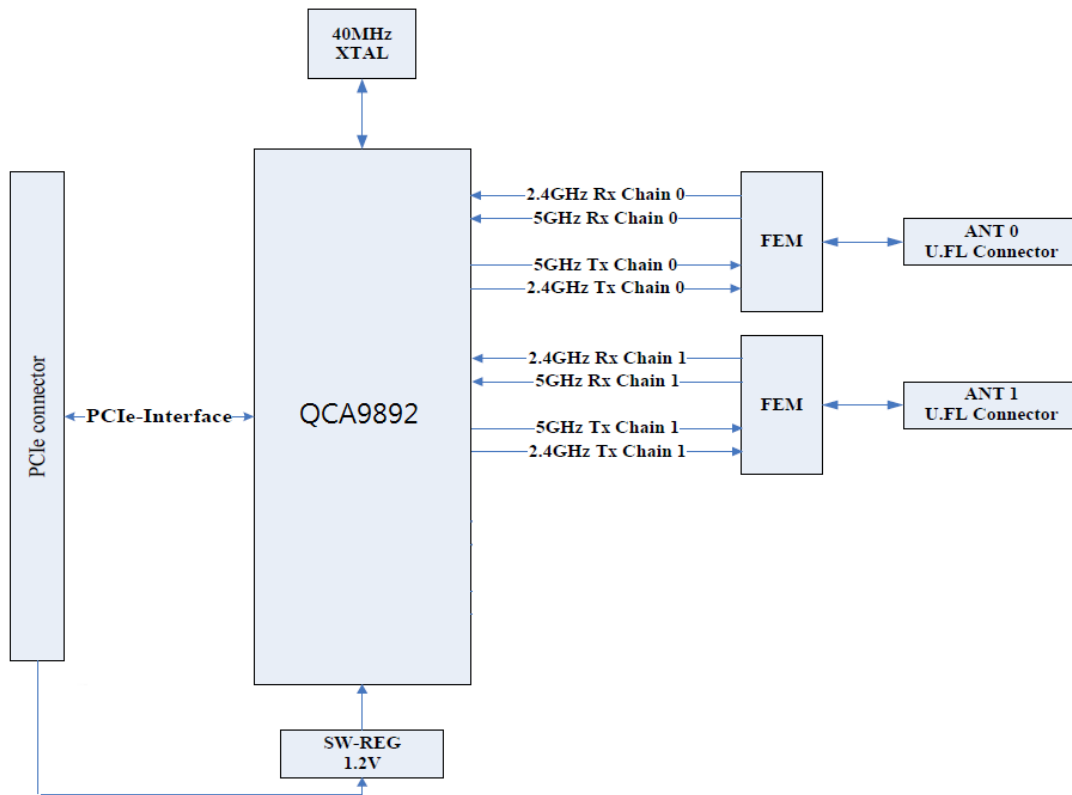 40MHz
XTAL
2.4GHz Rx Chain 0
5GHz Rx Chain 0
5GHz Tx Chain 0
2.4GHz Tx Chain 0
FEM
ANT 0
U.FL Connector
2.4GHz Rx Chain 1
5GHz Rx Chain 1
5GHz Tx Chain 1
2.4GHz Tx Chain 1
FEM
ANT 1
U.FL Connector
PCIe connector
PCIe-Interface
QCA9892
SW-REG
1.2V